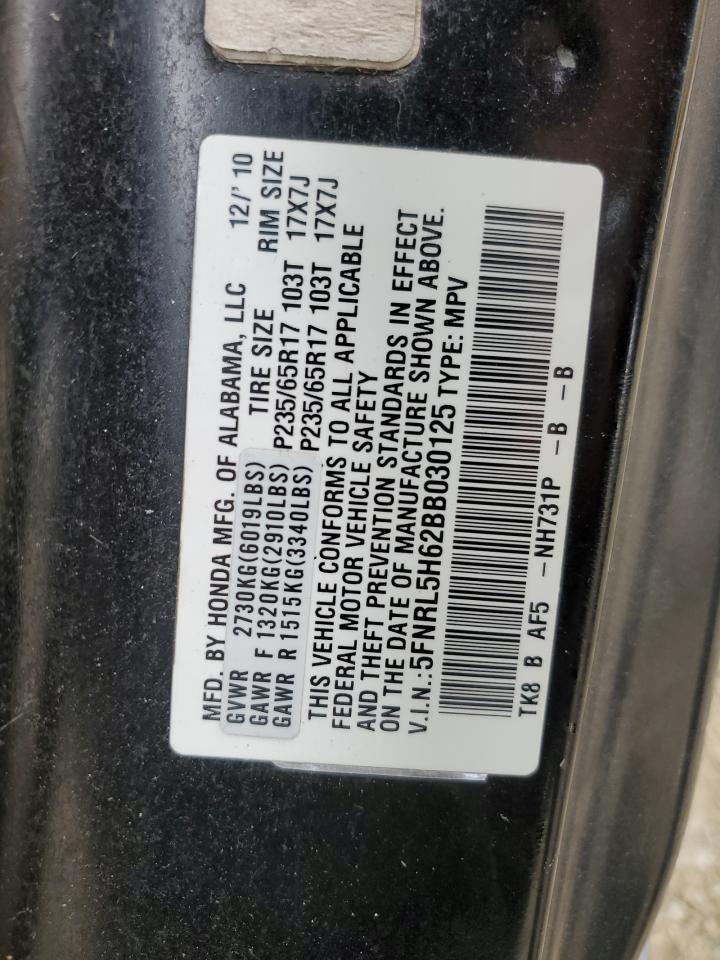 MFD. BY HONDA MFG. OF ALABAMA, LLC 12/'10
GVWR 2730KG(6019LBS) TIRE SIZE RIM SIZE
GAWR F 1320KG(2910LBS) P235/65R17 103T 17X7J
GAWR R 1515KG(3340LBS) P235/65R17 103T 17X7J
THIS VEHICLE CONFORMS TO ALL APPLICABLE
FEDERAL MOTOR VEHICLE SAFETY
AND THEFT PREVENTION STANDARDS IN EFFECT
ON THE DATE OF MANUFACTURE SHOWN ABOVE.
V.I.N.:5FNRL5H62BB030125 TYPE: MPV
TK8 B AF5 -NH731P -B -B